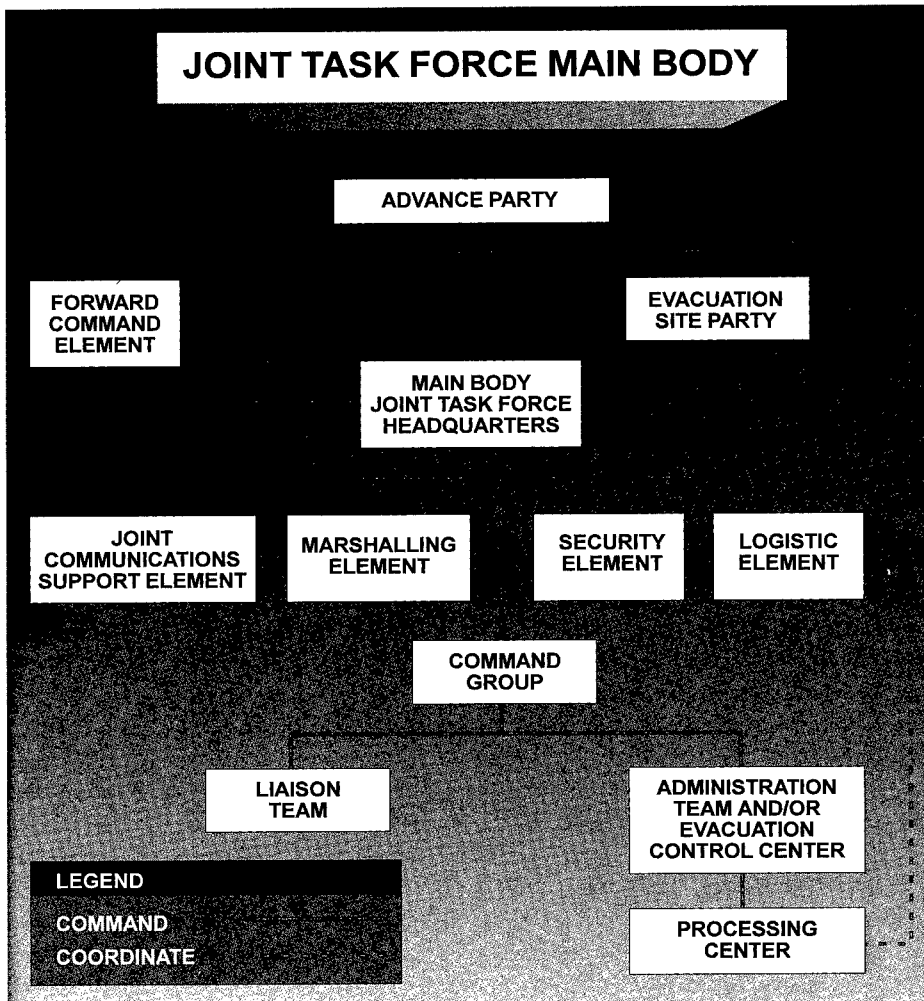 JOINT TASK FORCE MAIN BODY
ADVANCE PARTY
FORWARD
COMMAND
ELEMENT
EVACUATION
SITE PARTY
MAIN BODY
JOINT TASK FORCE
HEADQUARTERS
JOINT
COMMUNICATIONS
SUPPORT ELEMENT
MARSHALLING
ELEMENT
SECURITY
ELEMENT
LOGISTIC
ELEMENT
COMMAND
GROUP
LIAISON
TEAM
ADMINISTRATION
TEAM AND/OR
EVACUATION
CONTROL CENTER
LEGEND
COMMAND
COORDINATE
PROCESSING
CENTER